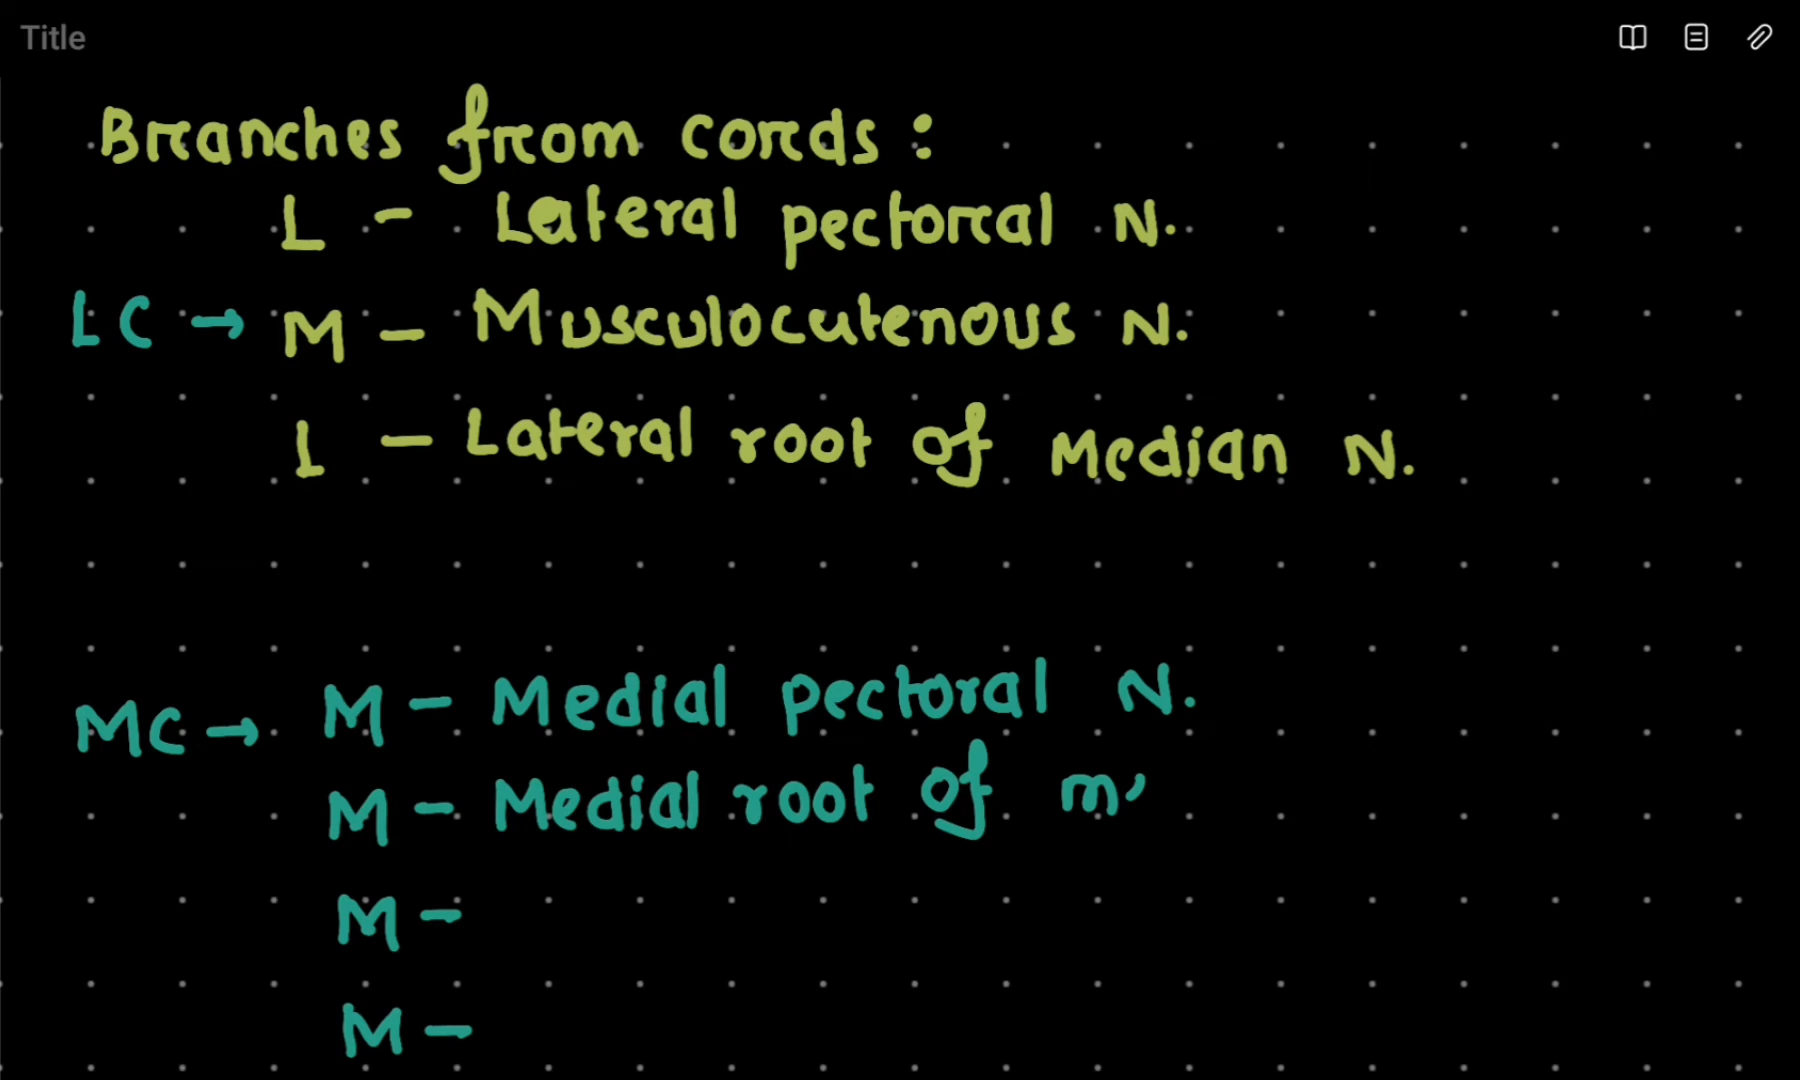 Title
Branches from cords :
L - Lateral pectoral N.
LC → M - Musculocutenous N.
L - Lateral root of Median N.
MC → M - Medial pectoral N.
M - Medial root of m
M -
M -